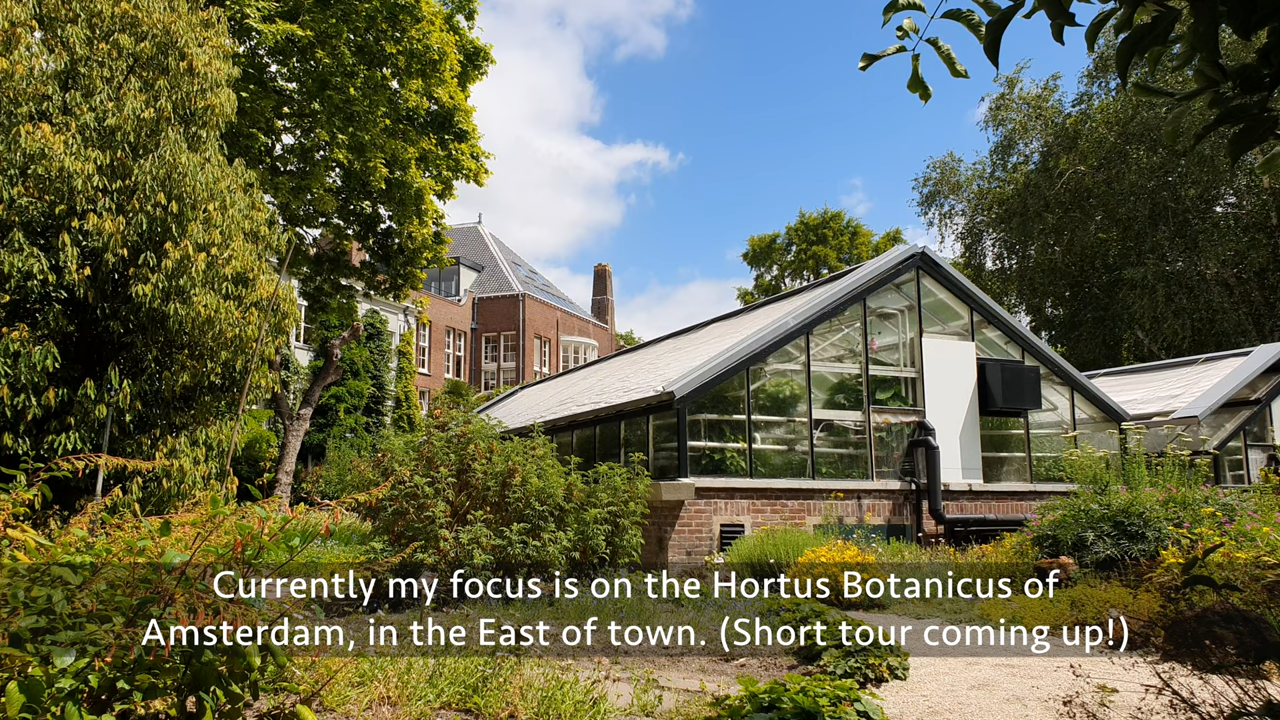 Currently my focus is on the Hortus Botanicus of
Amsterdam, in the East of town. (Short tour coming up!)